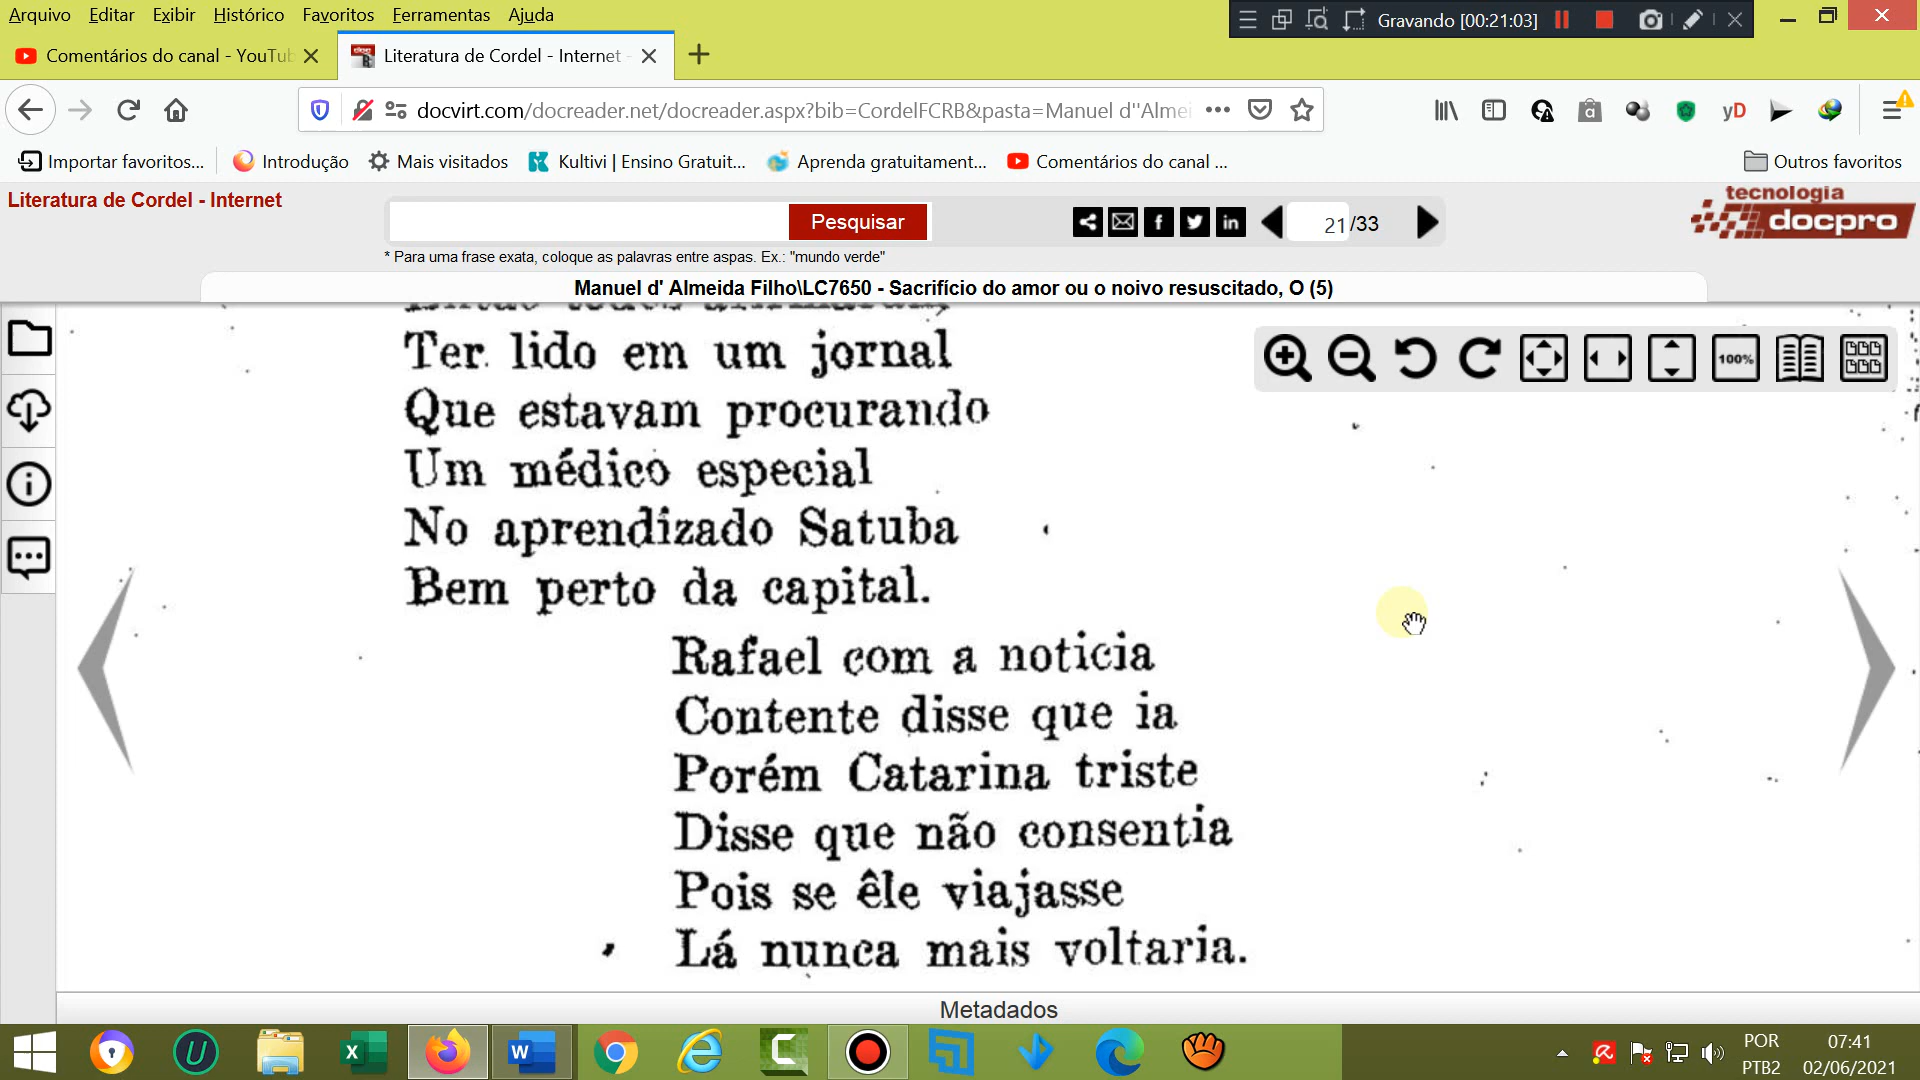 Arquivo Editar Exibir Histórico Favoritos Ferramentas Ajuda
Gravando [00:21:03]
Comentários do canal - YouTub
Literatura de Cordel - Internet -
docvirt.com/docreader.net/docreader.aspx?bib=CordelFCRB&pasta=Manuel d''Almei
Importar favoritos... Introdução Mais visitados Kultivi | Ensino Gratuit... Aprenda gratuitament... Comentários do canal ... Outros favoritos
Literatura de Cordel - Internet
Pesquisar
21 /33
tecnologia
docpro
* Para uma frase exata, coloque as palavras entre aspas. Ex.: "mundo verde"
Manuel d' Almeida Filho\LC7650 - Sacrifício do amor ou o noivo resuscitado, O (5)
100%
Ter lido em um jornal
Que estavam procurando
Um médico especial
No aprendizado Satuba
Bem perto da capital.
Rafael com a noticia
Contente disse que ia
Porém Catarina triste
Disse que não consentia
Pois se êle viajasse
Lá nunca mais voltaria.
Metadados
POR
PTB2
07:41
02/06/2021